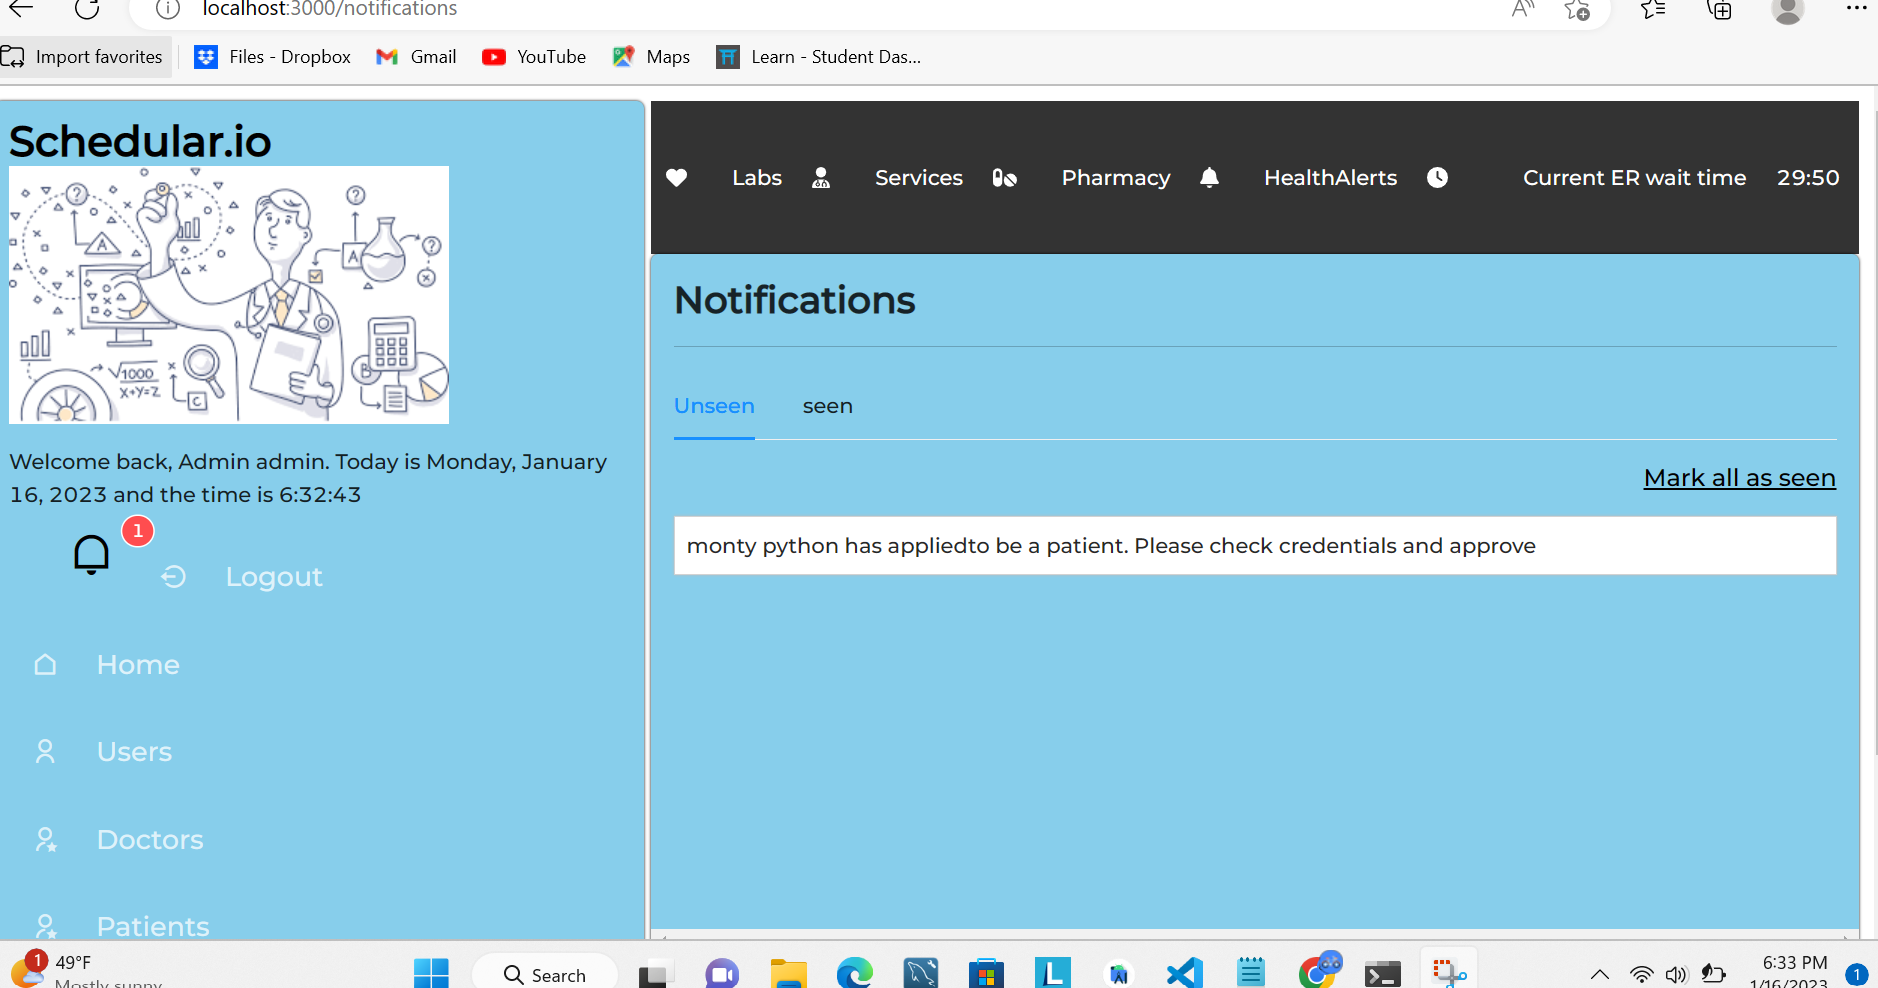 localhost:3000/notifications
Import favorites
Files - Dropbox
Gmail
YouTube
Maps
Learn - Student Das...
Schedular.io
Welcome back, Admin admin. Today is Monday, January
16, 2023 and the time is 6:32:43
1
Logout
Home
Users
Doctors
Patients
Labs
Services
Pharmacy
HealthAlerts
Current ER wait time 29:50
Notifications
Unseen
seen
Mark all as seen
monty python has appliedto be a patient. Please check credentials and approve
? A ? A ? x
√1000
X+Y=Z
C
B
1
49°F
Mostly sunny
Search
L
6:33 PM
1/16/2023
1